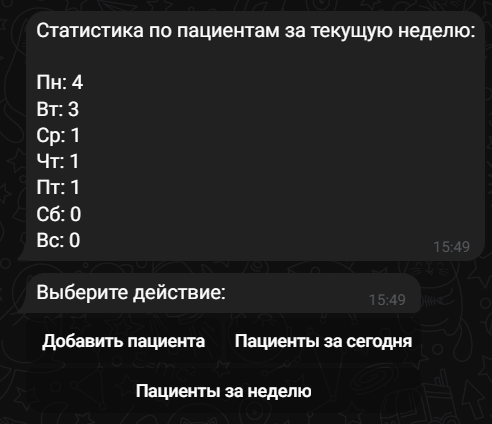 Статистика по пациентам за текущую неделю:
Пн: 4
Вт: 3
Ср: 1
Чт: 1
Пт: 1
Сб: 0
Вс: 0
15:49
Выберите действие:
15:49
Добавить пациента Пациенты за сегодня
Пациенты за неделю